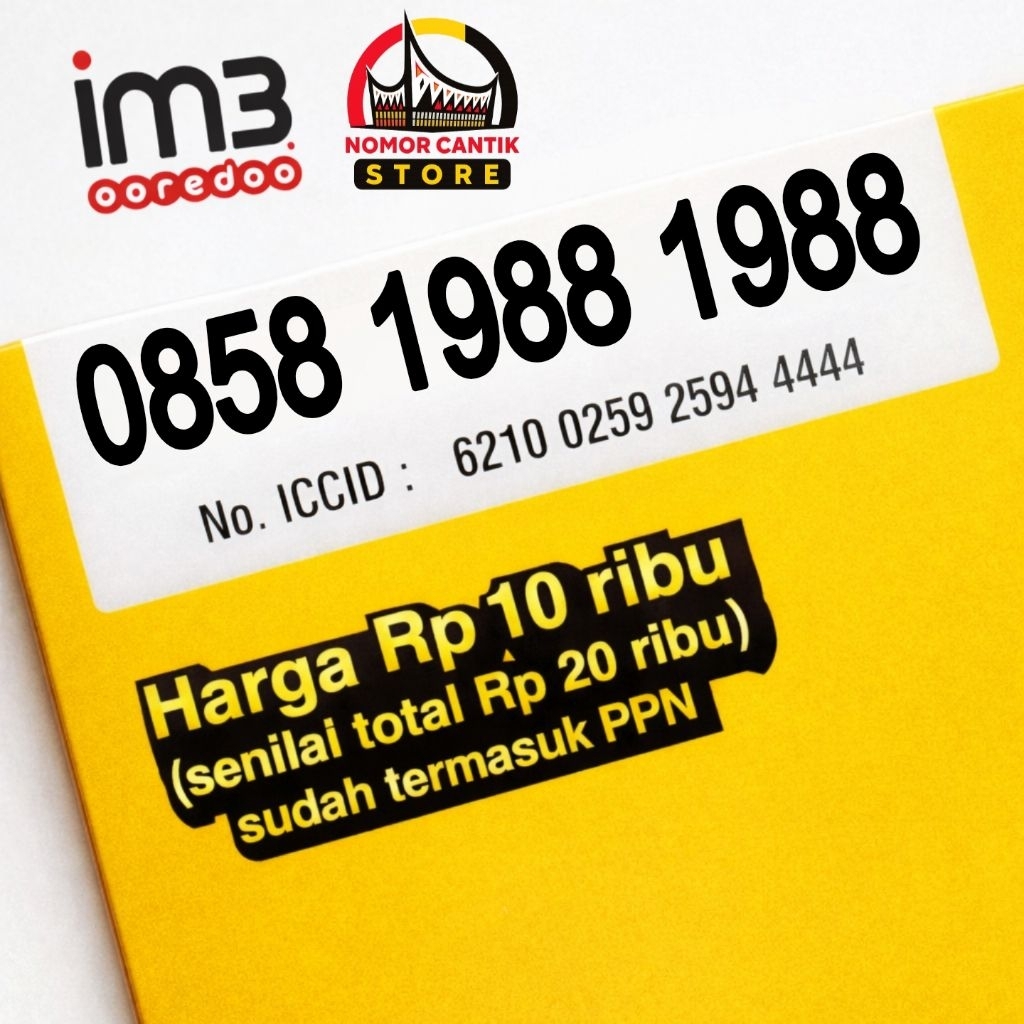 im3
ooredoo
NOMOR CANTIK
STORE
0858 1988 1988
No. ICCID : 6210 0259 2594 4444
Harga Rp 10 ribu
(senilai total Rp 20 ribu)
sudah termasuk PPN